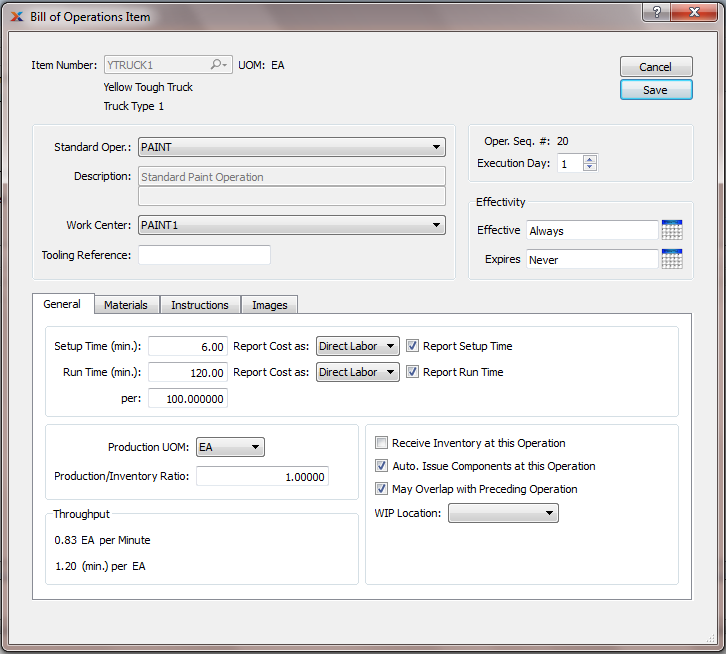 Bill of Operations Item
Item Number: YTRUCK1 UOM: EA
Yellow Tough Truck
Truck Type 1
Cancel
Save
Standard Oper.: PAINT
Description: Standard Paint Operation
Work Center: PAINT1
Tooling Reference:
Oper. Seq. #: 20
Execution Day: 1
Effectivity
Effective Always
Expires Never
General Materials Instructions Images
Setup Time (min.): 6.00 Report Cost as: Direct Labor Report Setup Time
Run Time (min.): 120.00 Report Cost as: Direct Labor Report Run Time
per: 100.000000
Production UOM: EA
Production/Inventory Ratio: 1.00000
Throughput
0.83 EA per Minute
1.20 (min.) per EA
Receive Inventory at this Operation
Auto. Issue Components at this Operation
May Overlap with Preceding Operation
WIP Location: